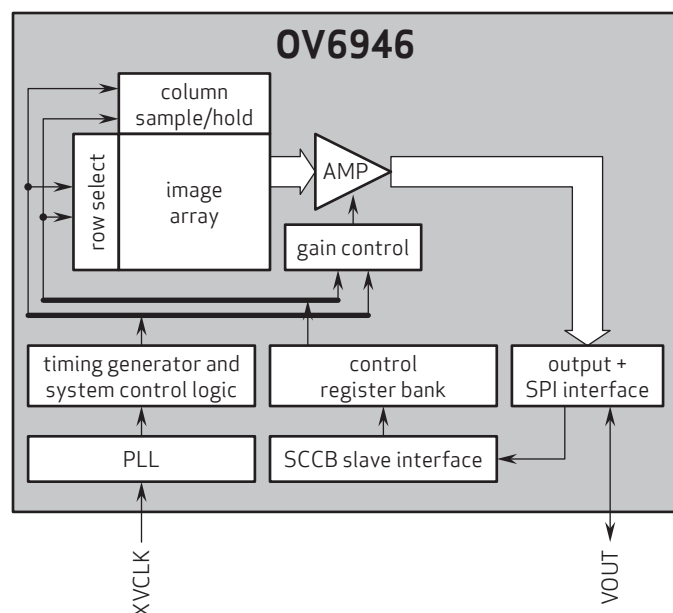 OV6946
column
sample/hold
row select
image
array
AMP
gain control
timing generator and
system control logic
control
register bank
output +
SPI interface
PLL
SCCB slave interface
XVCLK
VOUT